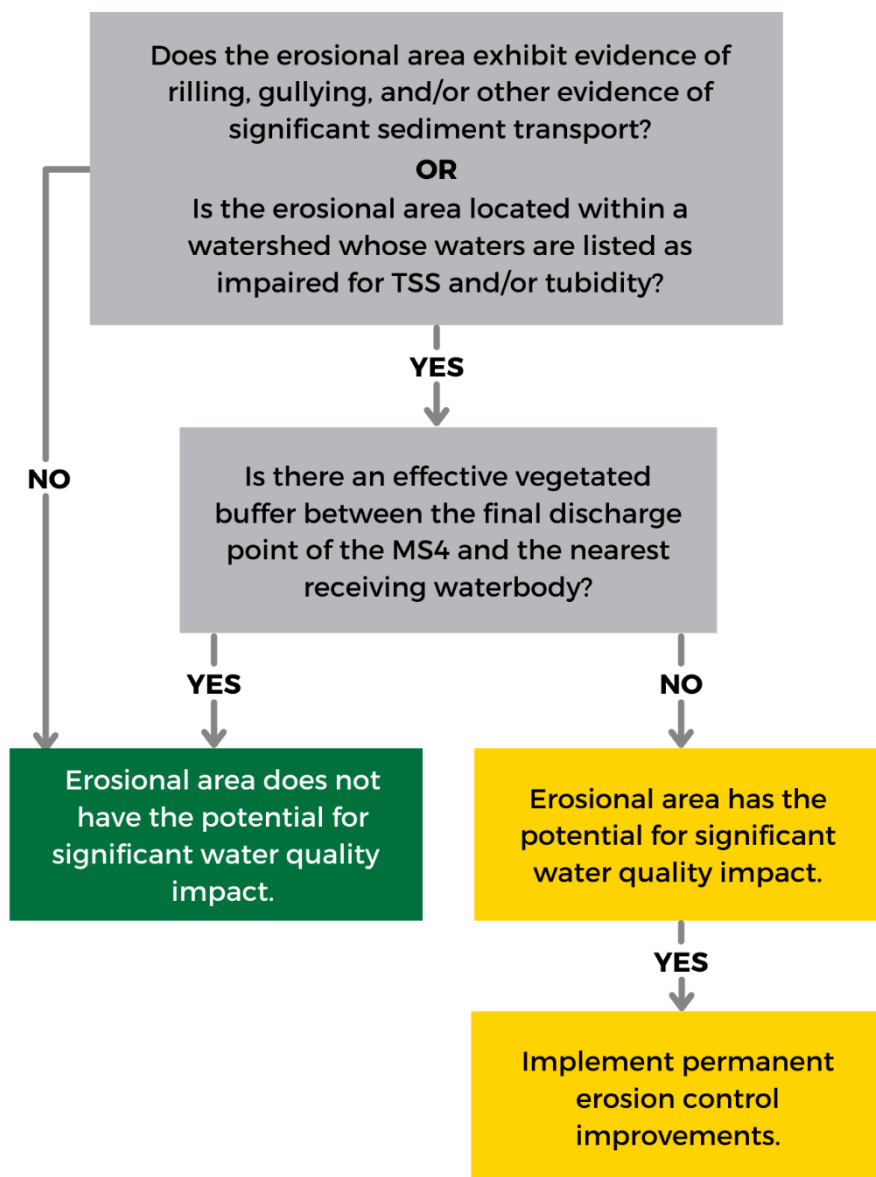 Does the erosional area exhibit evidence of
rilling, gullying, and/or other evidence of
significant sediment transport?
OR
Is the erosional area located within a
watershed whose waters are listed as
impaired for TSS and/or tubidity?
YES
NO
Is there an effective vegetated
buffer between the final discharge
point of the MS4 and the nearest
receiving waterbody?
YES
NO
Erosional area does not
have the potential for
significant water quality
impact.
Erosional area has the
potential for significant
water quality impact.
YES
Implement permanent
erosion control
improvements.